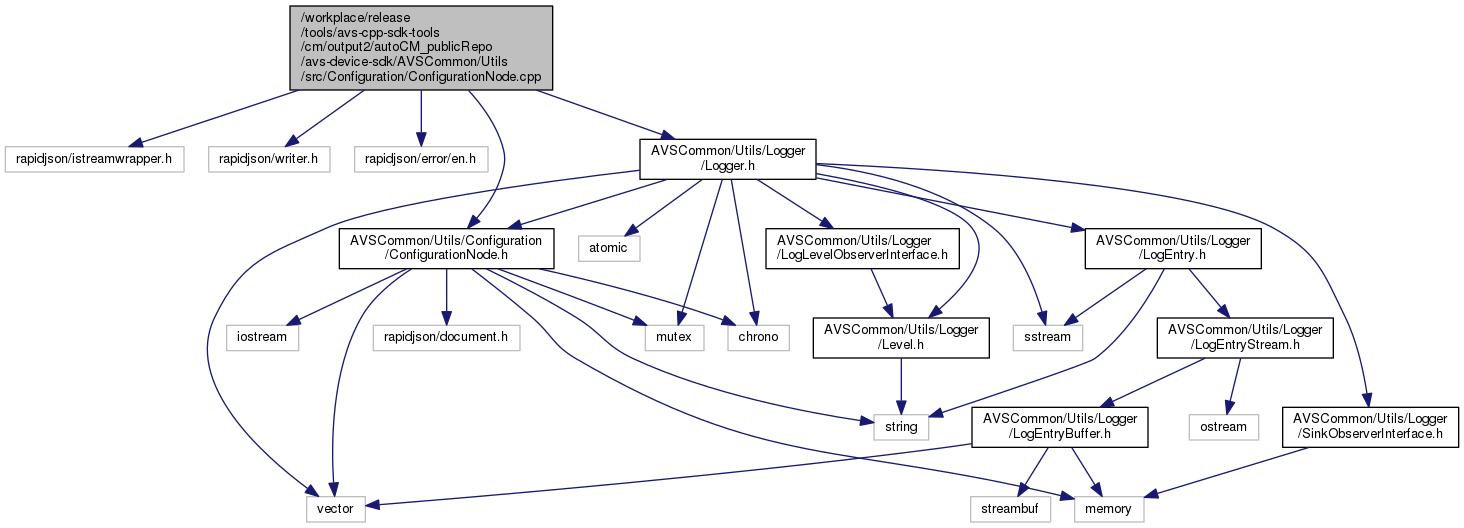 /workplace/release
/tools/avs-cpp-sdk-tools
/cm/output2/autoCM_publicRepo
/avs-device-sdk/AVSCommon/Utils
/src/Configuration/ConfigurationNode.cpp
rapidjson/istreamwrapper.h
rapidjson/writer.h
rapidjson/error/en.h
AVSCommon/Utils/Logger
/Logger.h
AVSCommon/Utils/Configuration
/ConfigurationNode.h
atomic
AVSCommon/Utils/Logger
/LogLevelObserverInterface.h
AVSCommon/Utils/Logger
/LogEntry.h
iostream
rapidjson/document.h
mutex
chrono
AVSCommon/Utils/Logger
/Level.h
sstream
AVSCommon/Utils/Logger
/LogEntryStream.h
string
AVSCommon/Utils/Logger
/LogEntryBuffer.h
ostream
AVSCommon/Utils/Logger
/SinkObserverInterface.h
vector
streambuf
memory